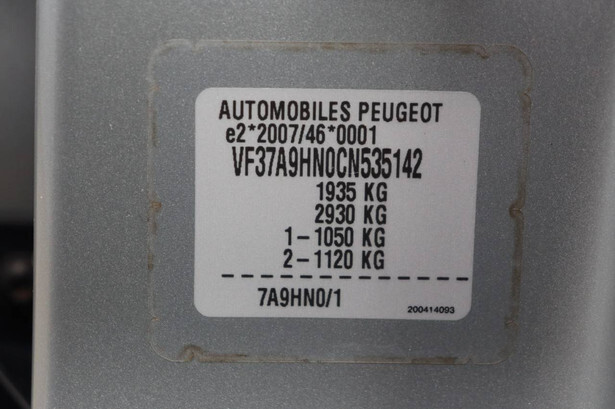 AUTOMOBILES PEUGEOT
e2*2007/46*0001
VF37A9HN0CN535142
1935 KG
2930 KG
1-1050 KG
2-1120 KG
7A9HN0/1
200414093